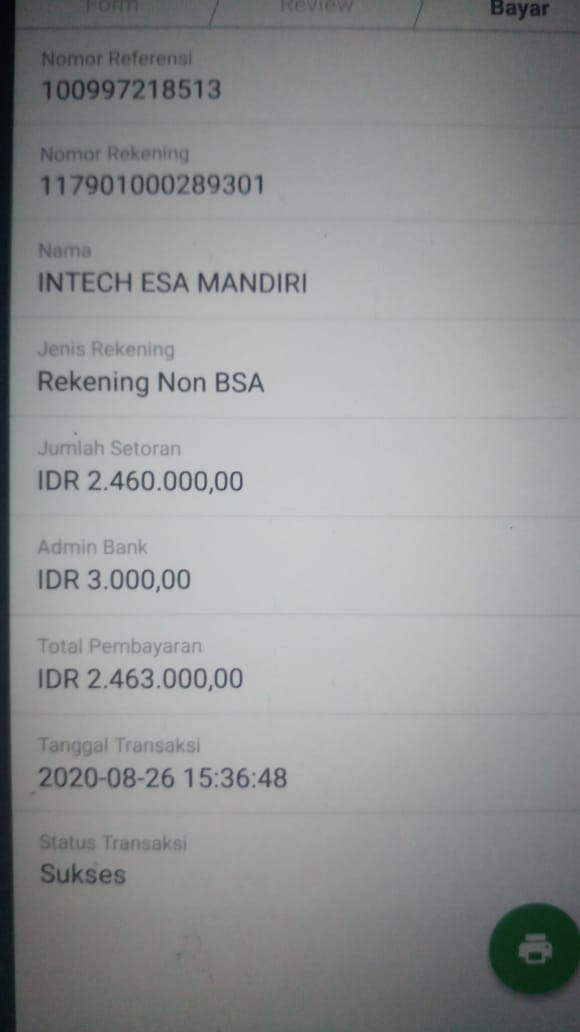 Form
Review
Bayar
Nomor Referensi
100997218513
Nomor Rekening
117901000289301
Nama
INTECH ESA MANDIRI
Jenis Rekening
Rekening Non BSA
Jumlah Setoran
IDR 2.460.000,00
Admin Bank
IDR 3.000,00
Total Pembayaran
IDR 2.463.000,00
Tanggal Transaksi
2020-08-26 15:36:48
Status Transaksi
Sukses